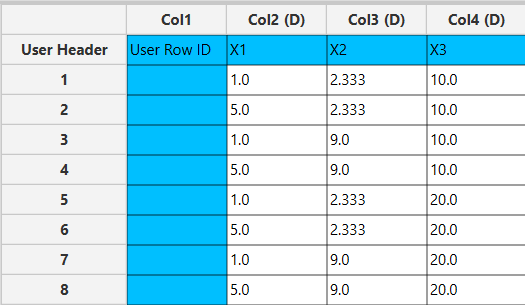 Col1 Col2 (D) Col3 (D) Col4 (D)
User Header User Row ID X1 X2 X3
1 1.0 2.333 10.0
2 5.0 2.333 10.0
3 1.0 9.0 10.0
4 5.0 9.0 10.0
5 1.0 2.333 20.0
6 5.0 2.333 20.0
7 1.0 9.0 20.0
8 5.0 9.0 20.0